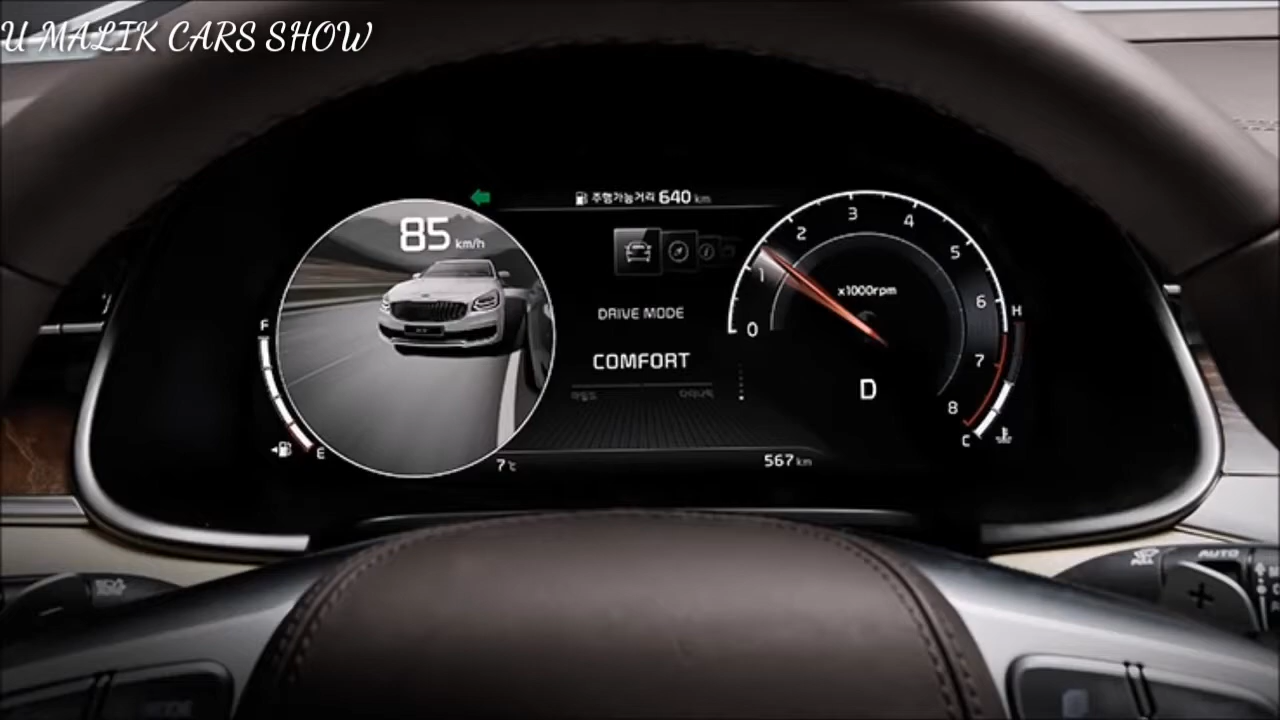 U MALIK CARS SHOW
주행가능거리 640 km
85 km/h
DRIVE MODE
COMFORT
0 1 2 3 4 5 6 7 8
x1000rpm
D
F
E
H
C
7℃
567 km
AUTO
PULL